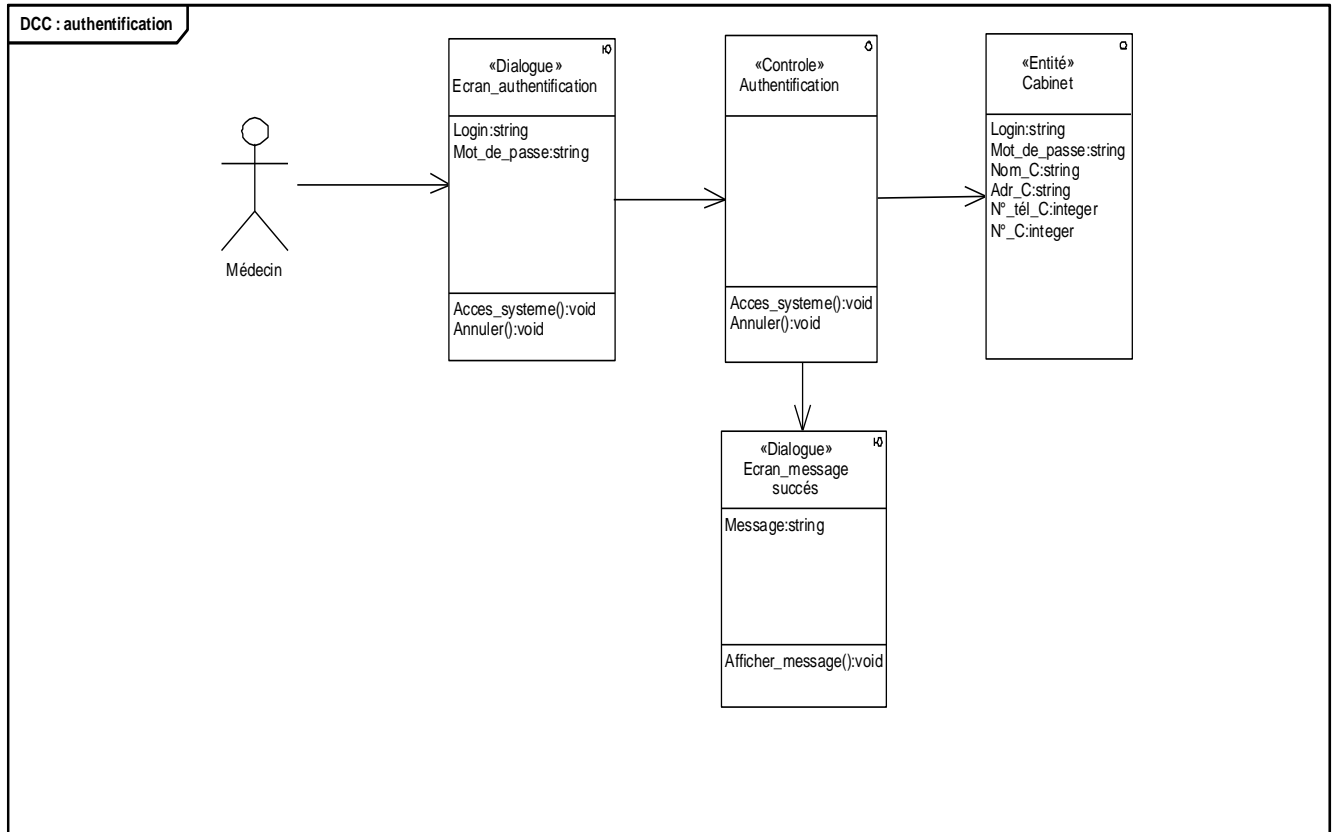 DCC : authentification
«Dialogue»
Ecran_authentification
Login:string
Mot_de_passe:string
Acces_systeme():void
Annuler():void
«Controle»
Authentification
Acces_systeme():void
Annuler():void
«Entité»
Cabinet
Login:string
Mot_de_passe:string
Nom_C:string
Adr_C:string
N°_tél_C:integer
N°_C:integer
Médecin
«Dialogue»
Ecran_message
succés
Message:string
Afficher_message():void